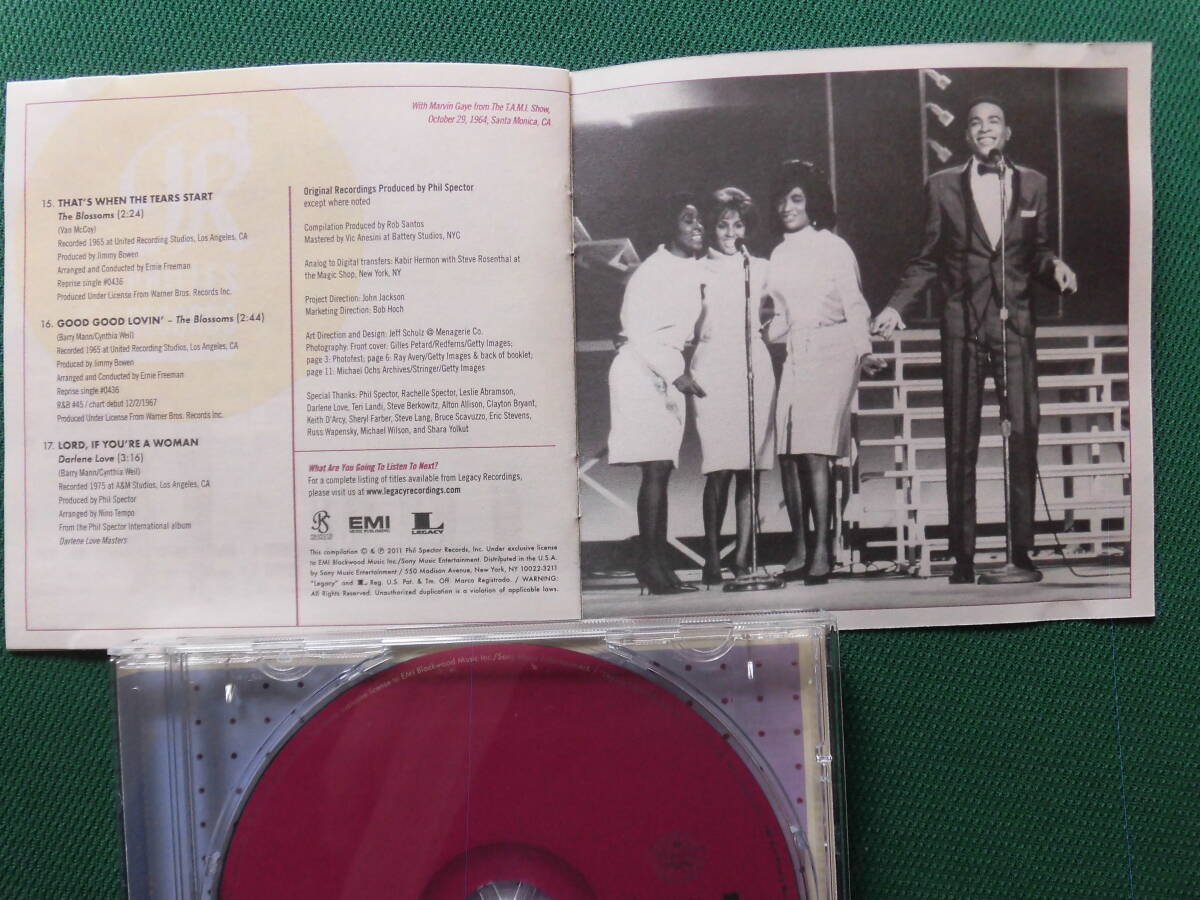 With Marvin Gaye from The T.A.M.I. Show,
October 29, 1964, Santa Monica, CA
15. THAT'S WHEN THE TEARS START
The Blossoms (2:24)
(Van McCoy)
Recorded 1965 at United Recording Studios, Los Angeles, CA
Produced by Jimmy Bowen
Arranged and Conducted by Ernie Freeman
Reprise single #0436
Produced Under License From Warner Bros. Records Inc.
16. GOOD GOOD LOVIN' – The Blossoms (2:44)
(Barry Mann/Cynthia Weil)
Recorded 1965 at United Recording Studios, Los Angeles, CA
Produced by Jimmy Bowen
Arranged and Conducted by Ernie Freeman
Reprise single #0436
R&B #45 / chart debut 12/2/1967
Produced Under License From Warner Bros. Records Inc.
17. LORD, IF YOU'RE A WOMAN
Darlene Love (3:16)
(Barry Mann/Cynthia Weil)
Recorded 1975 at A&M Studios, Los Angeles, CA
Produced by Phil Spector
Arranged by Nino Tempo
From the Phil Spector International album
Darlene Love Masters
Original Recordings Produced by Phil Spector
except where noted
Compilation Produced by Rob Santos
Mastered by Vic Anesini at Battery Studios, NYC
Analog to Digital transfers: Kabir Hermon with Steve Rosenthal at
the Magic Shop, New York, NY
Project Direction: John Jackson
Marketing Direction: Bob Hoch
Art Direction and Design: Jeff Schulz @ Menagerie Co.
Photography: Front cover: Gilles Petard/Redferns/Getty Images;
page 3: Photofest; page 6: Ray Avery/Getty Images & back of booklet;
page 11: Michael Ochs Archives/Stringer/Getty Images
Special Thanks: Phil Spector, Rachelle Spector, Leslie Abramson,
Darlene Love, Teri Landi, Steve Berkowitz, Alton Allison, Clayton Bryant,
Keith D'Arcy, Sheryl Farber, Steve Lang, Bruce Scavuzzo, Eric Stevens,
Russ Wapensky, Michael Wilson, and Shara Yolkut
What Are You Going To Listen To Next?
For a complete listing of titles available from Legacy Recordings,
please visit us at www.legacyrecordings.com
EMI
MUSIC PUBLISHING
LEGACY
This compilation © & ℗ 2011 Phil Spector Records, Inc. Under exclusive license
to EMI Blackwood Music Inc./Sony Music Entertainment. Distributed in the U.S.A.
by Sony Music Entertainment / 550 Madison Avenue, New York, NY 10022-3211
"Legacy" and L Reg. U.S. Pat. & Tm. Off. Marca Registrada. / WARNING:
All Rights Reserved. Unauthorized duplication is a violation of applicable laws.
license to EMI Blackwood Music Inc./Sony Music